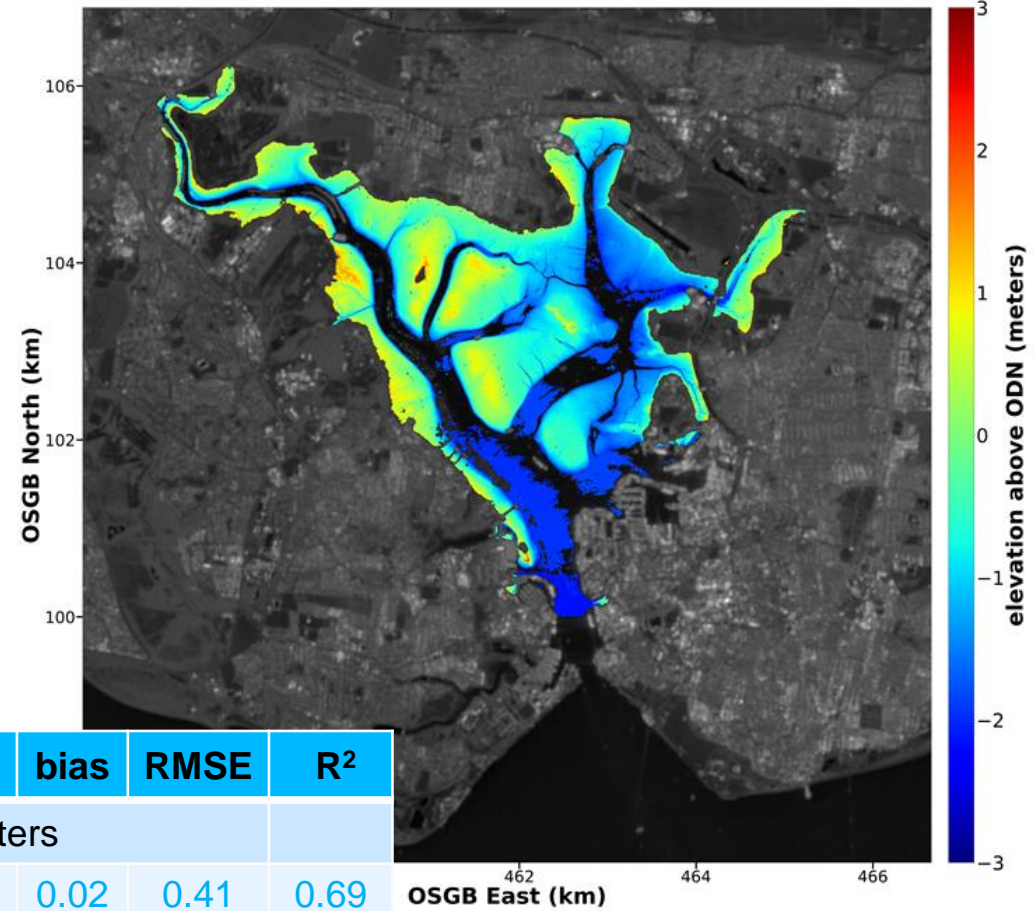 3
106
2
104
1
OSGB North (km)
elevation above ODN (meters)
0
102
−1
100
−2
bias RMSE R²
ters
−3
462 464 466
0.02 0.41 0.69
OSGB East (km)